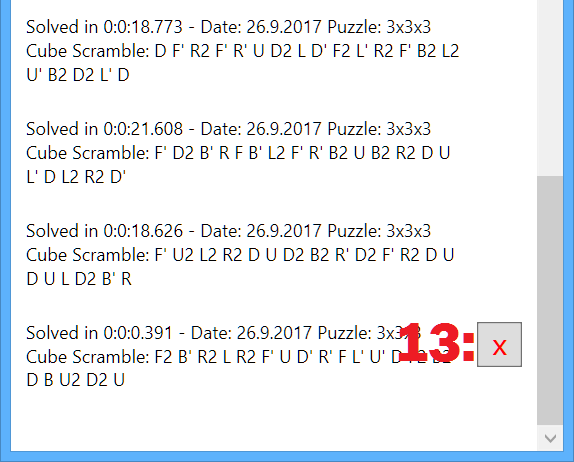 Solved in 0:0:18.773 - Date: 26.9.2017 Puzzle: 3x3x3
Cube Scramble: D F' R2 F' R' U D2 L D' F2 L' R2 F' B2 L2
U' B2 D2 L' D
Solved in 0:0:21.608 - Date: 26.9.2017 Puzzle: 3x3x3
Cube Scramble: F' D2 B' R F B' L2 F' R' B2 U B2 R2 D U
L' D L2 R2 D'
Solved in 0:0:18.626 - Date: 26.9.2017 Puzzle: 3x3x3
Cube Scramble: F' U2 L2 R2 D U D2 B2 R' D2 F' R2 D U
D U L D2 B' R
Solved in 0:0:0.391 - Date: 26.9.2017 Puzzle: 3x3x3
13: x
Cube Scramble: F2 B' R2 L R2 F' U D' R' F L' U' D
D B U2 D2 U